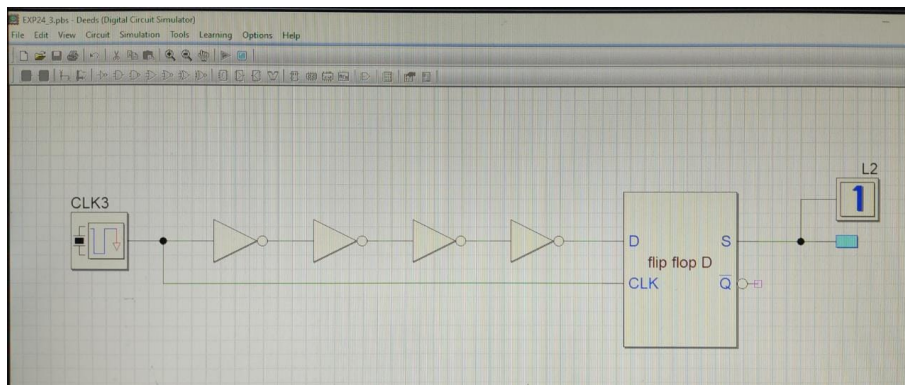 EXP24_3.pbs - Deeds (Digital Circuit Simulator)
File Edit View Circuit Simulation Tools Learning Options Help
L2
1
CLK3
D S
flip flop D
CLK Q̅